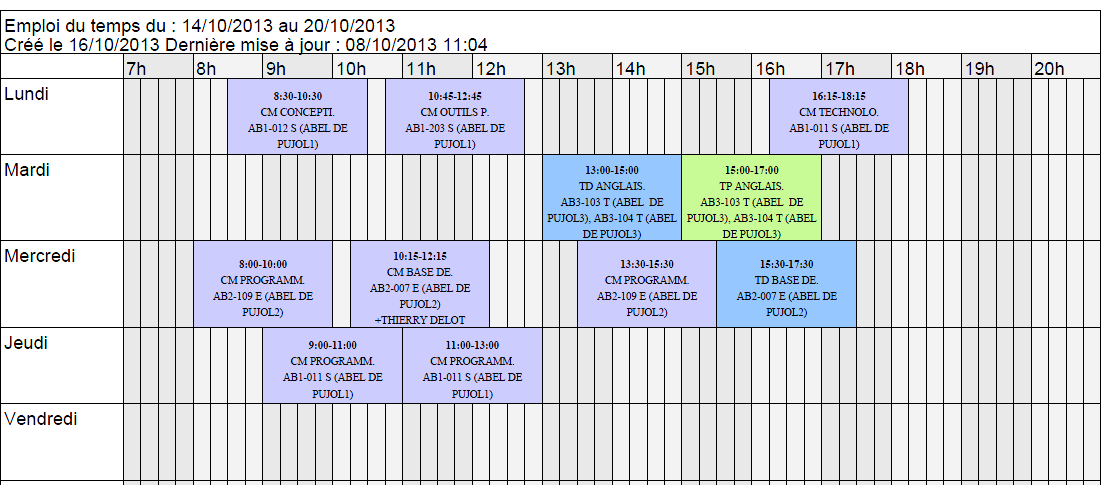 Emploi du temps du : 14/10/2013 au 20/10/2013
Créé le 16/10/2013 Dernière mise à jour : 08/10/2013 11:04
7h 8h 9h 10h 11h 12h 13h 14h 15h 16h 17h 18h 19h 20h
Lundi
8:30-10:30
CM CONCEPTI.
AB1-012 S (ABEL DE
PUJOL1)
10:45-12:45
CM OUTILS P.
AB1-203 S (ABEL DE
PUJOL1)
16:15-18:15
CM TECHNOLO.
AB1-011 S (ABEL DE
PUJOL1)
Mardi
13:00-15:00
TD ANGLAIS.
AB3-103 T (ABEL DE
PUJOL3), AB3-104 T (ABEL
DE PUJOL3)
15:00-17:00
TP ANGLAIS.
AB3-103 T (ABEL DE
PUJOL3), AB3-104 T (ABEL
DE PUJOL3)
Mercredi
8:00-10:00
CM PROGRAMM.
AB2-109 E (ABEL DE
PUJOL2)
10:15-12:15
CM BASE DE.
AB2-007 E (ABEL DE
PUJOL2)
+THIERRY DELOT
13:30-15:30
CM PROGRAMM.
AB2-109 E (ABEL DE
PUJOL2)
15:30-17:30
TD BASE DE.
AB2-007 E (ABEL DE
PUJOL2)
Jeudi
9:00-11:00
CM PROGRAMM.
AB1-011 S (ABEL DE
PUJOL1)
11:00-13:00
CM PROGRAMM.
AB1-011 S (ABEL DE
PUJOL1)
Vendredi